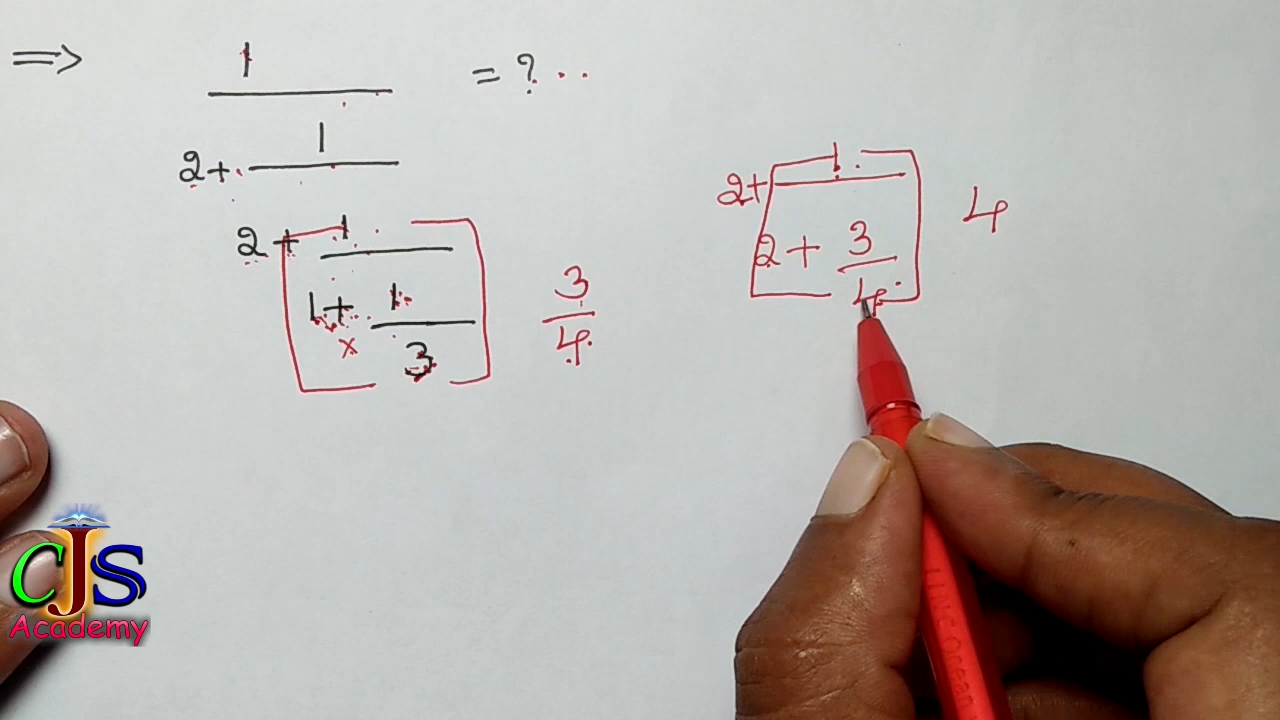 ⇒ 1 = ?..
2+ 1
2 + 1
1 + 1
× 3
3
4
2+ 1
2 + 3
4
4
CJS
Academy